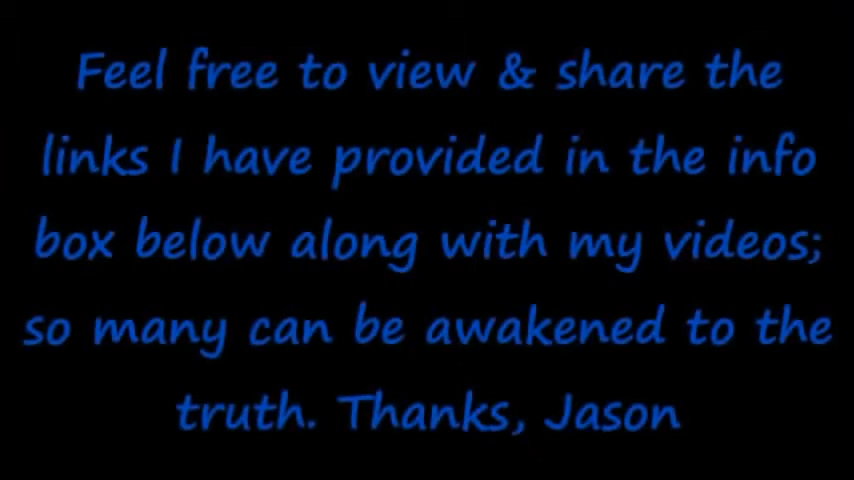 Feel free to view & share the
links I have provided in the info
box below along with my videos;
so many can be awakened to the
truth. Thanks, Jason